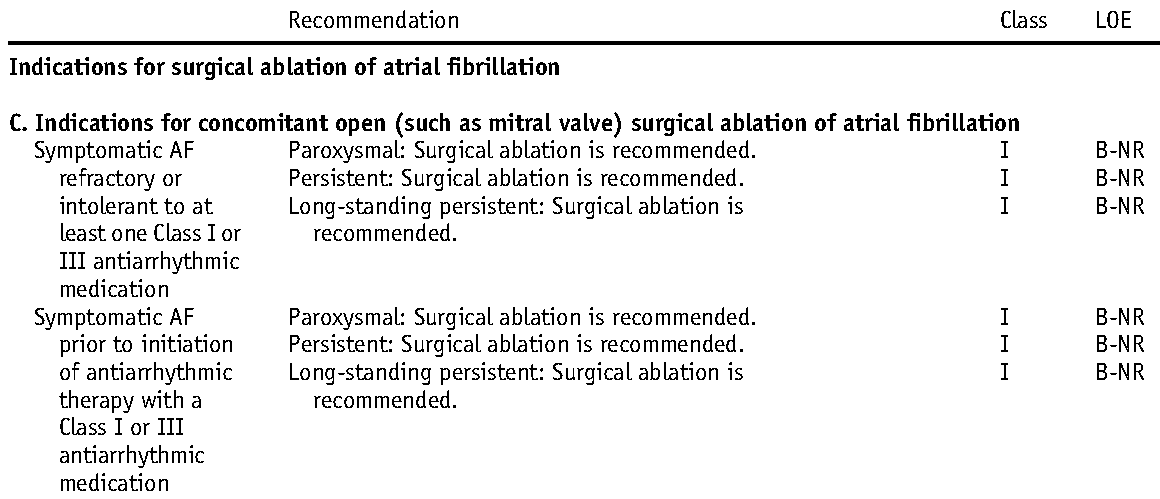 Recommendation Class LOE
Indications for surgical ablation of atrial fibrillation
C. Indications for concomitant open (such as mitral valve) surgical ablation of atrial fibrillation
Symptomatic AF Paroxysmal: Surgical ablation is recommended. I B-NR
refractory or Persistent: Surgical ablation is recommended. I B-NR
intolerant to at Long-standing persistent: Surgical ablation is I B-NR
least one Class I or recommended.
III antiarrhythmic
medication
Symptomatic AF Paroxysmal: Surgical ablation is recommended. I B-NR
prior to initiation Persistent: Surgical ablation is recommended. I B-NR
of antiarrhythmic Long-standing persistent: Surgical ablation is I B-NR
therapy with a recommended.
Class I or III
antiarrhythmic
medication